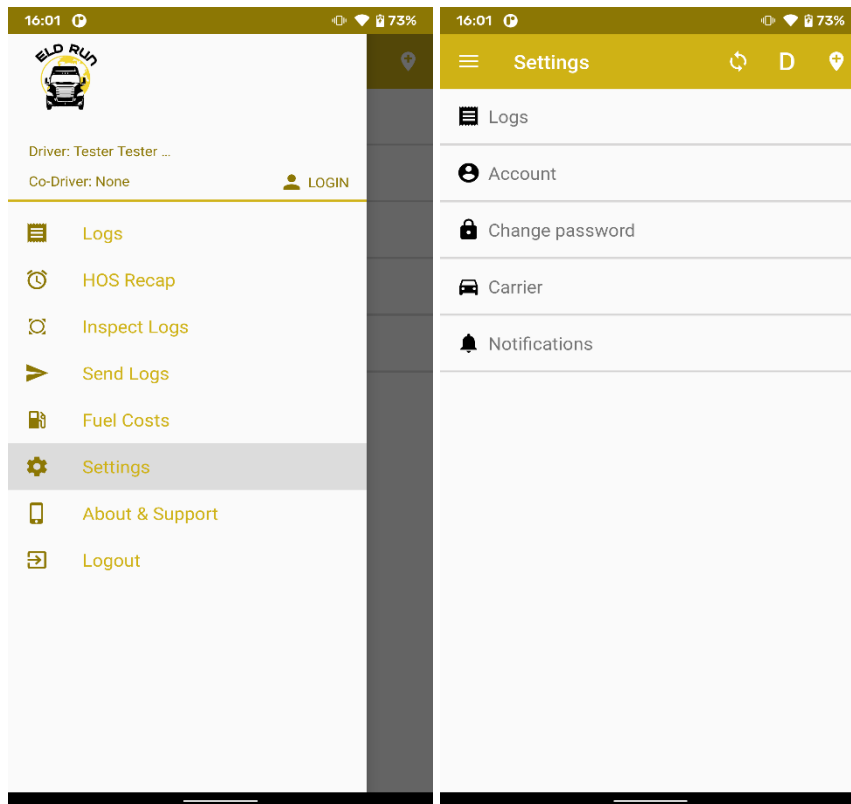 16:01
73%
ELD RUN
Driver: Tester Tester ...
Co-Driver: None
LOGIN
Logs
HOS Recap
Inspect Logs
Send Logs
Fuel Costs
Settings
About & Support
Logout
16:01
73%
Settings
D
Logs
Account
Change password
Carrier
Notifications